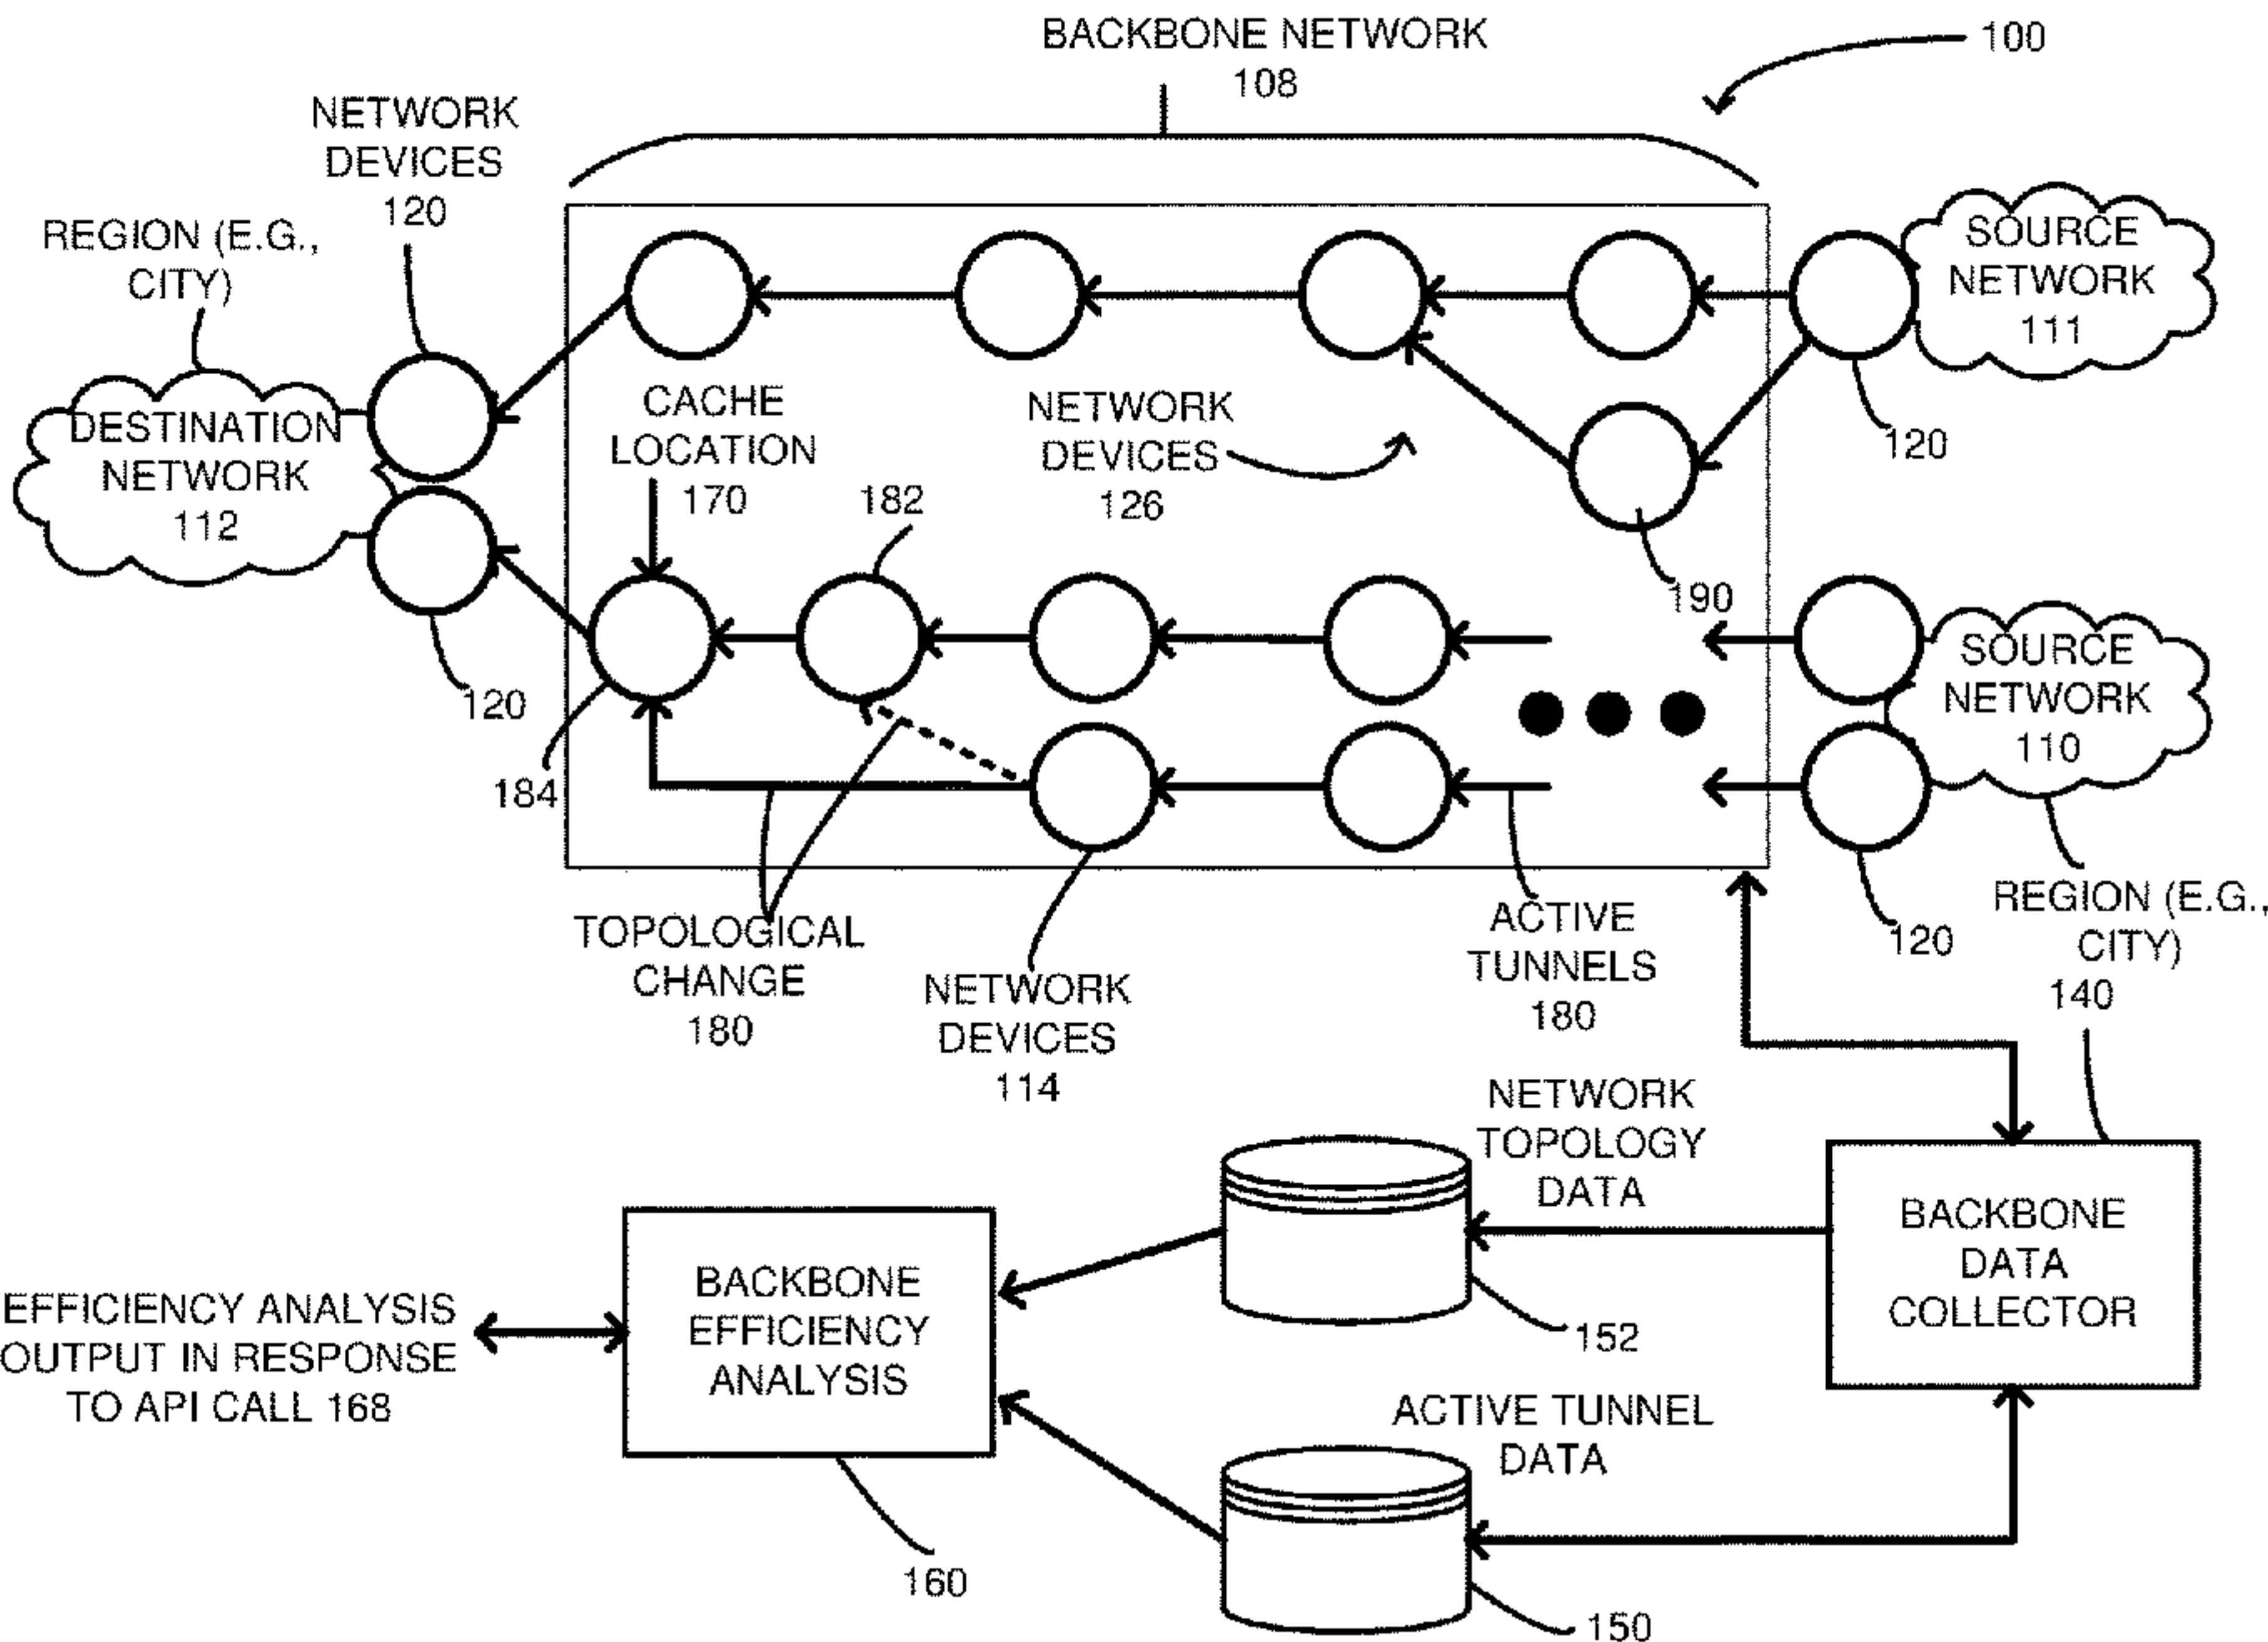 BACKBONE NETWORK
108
100
NETWORK
DEVICES
120
REGION (E.G.,
CITY)
SOURCE
NETWORK
111
DESTINATION
NETWORK
112
CACHE
LOCATION
170
NETWORK
DEVICES
126
120
182
190
120
184
SOURCE
NETWORK
110
TOPOLOGICAL
CHANGE
180
NETWORK
DEVICES
114
ACTIVE
TUNNELS
180
120
REGION (E.G.,
CITY)
140
NETWORK
TOPOLOGY
DATA
BACKBONE
DATA
COLLECTOR
BACKBONE
EFFICIENCY
ANALYSIS
EFFICIENCY ANALYSIS
OUTPUT IN RESPONSE
TO API CALL 168
152
ACTIVE TUNNEL
DATA
160
150